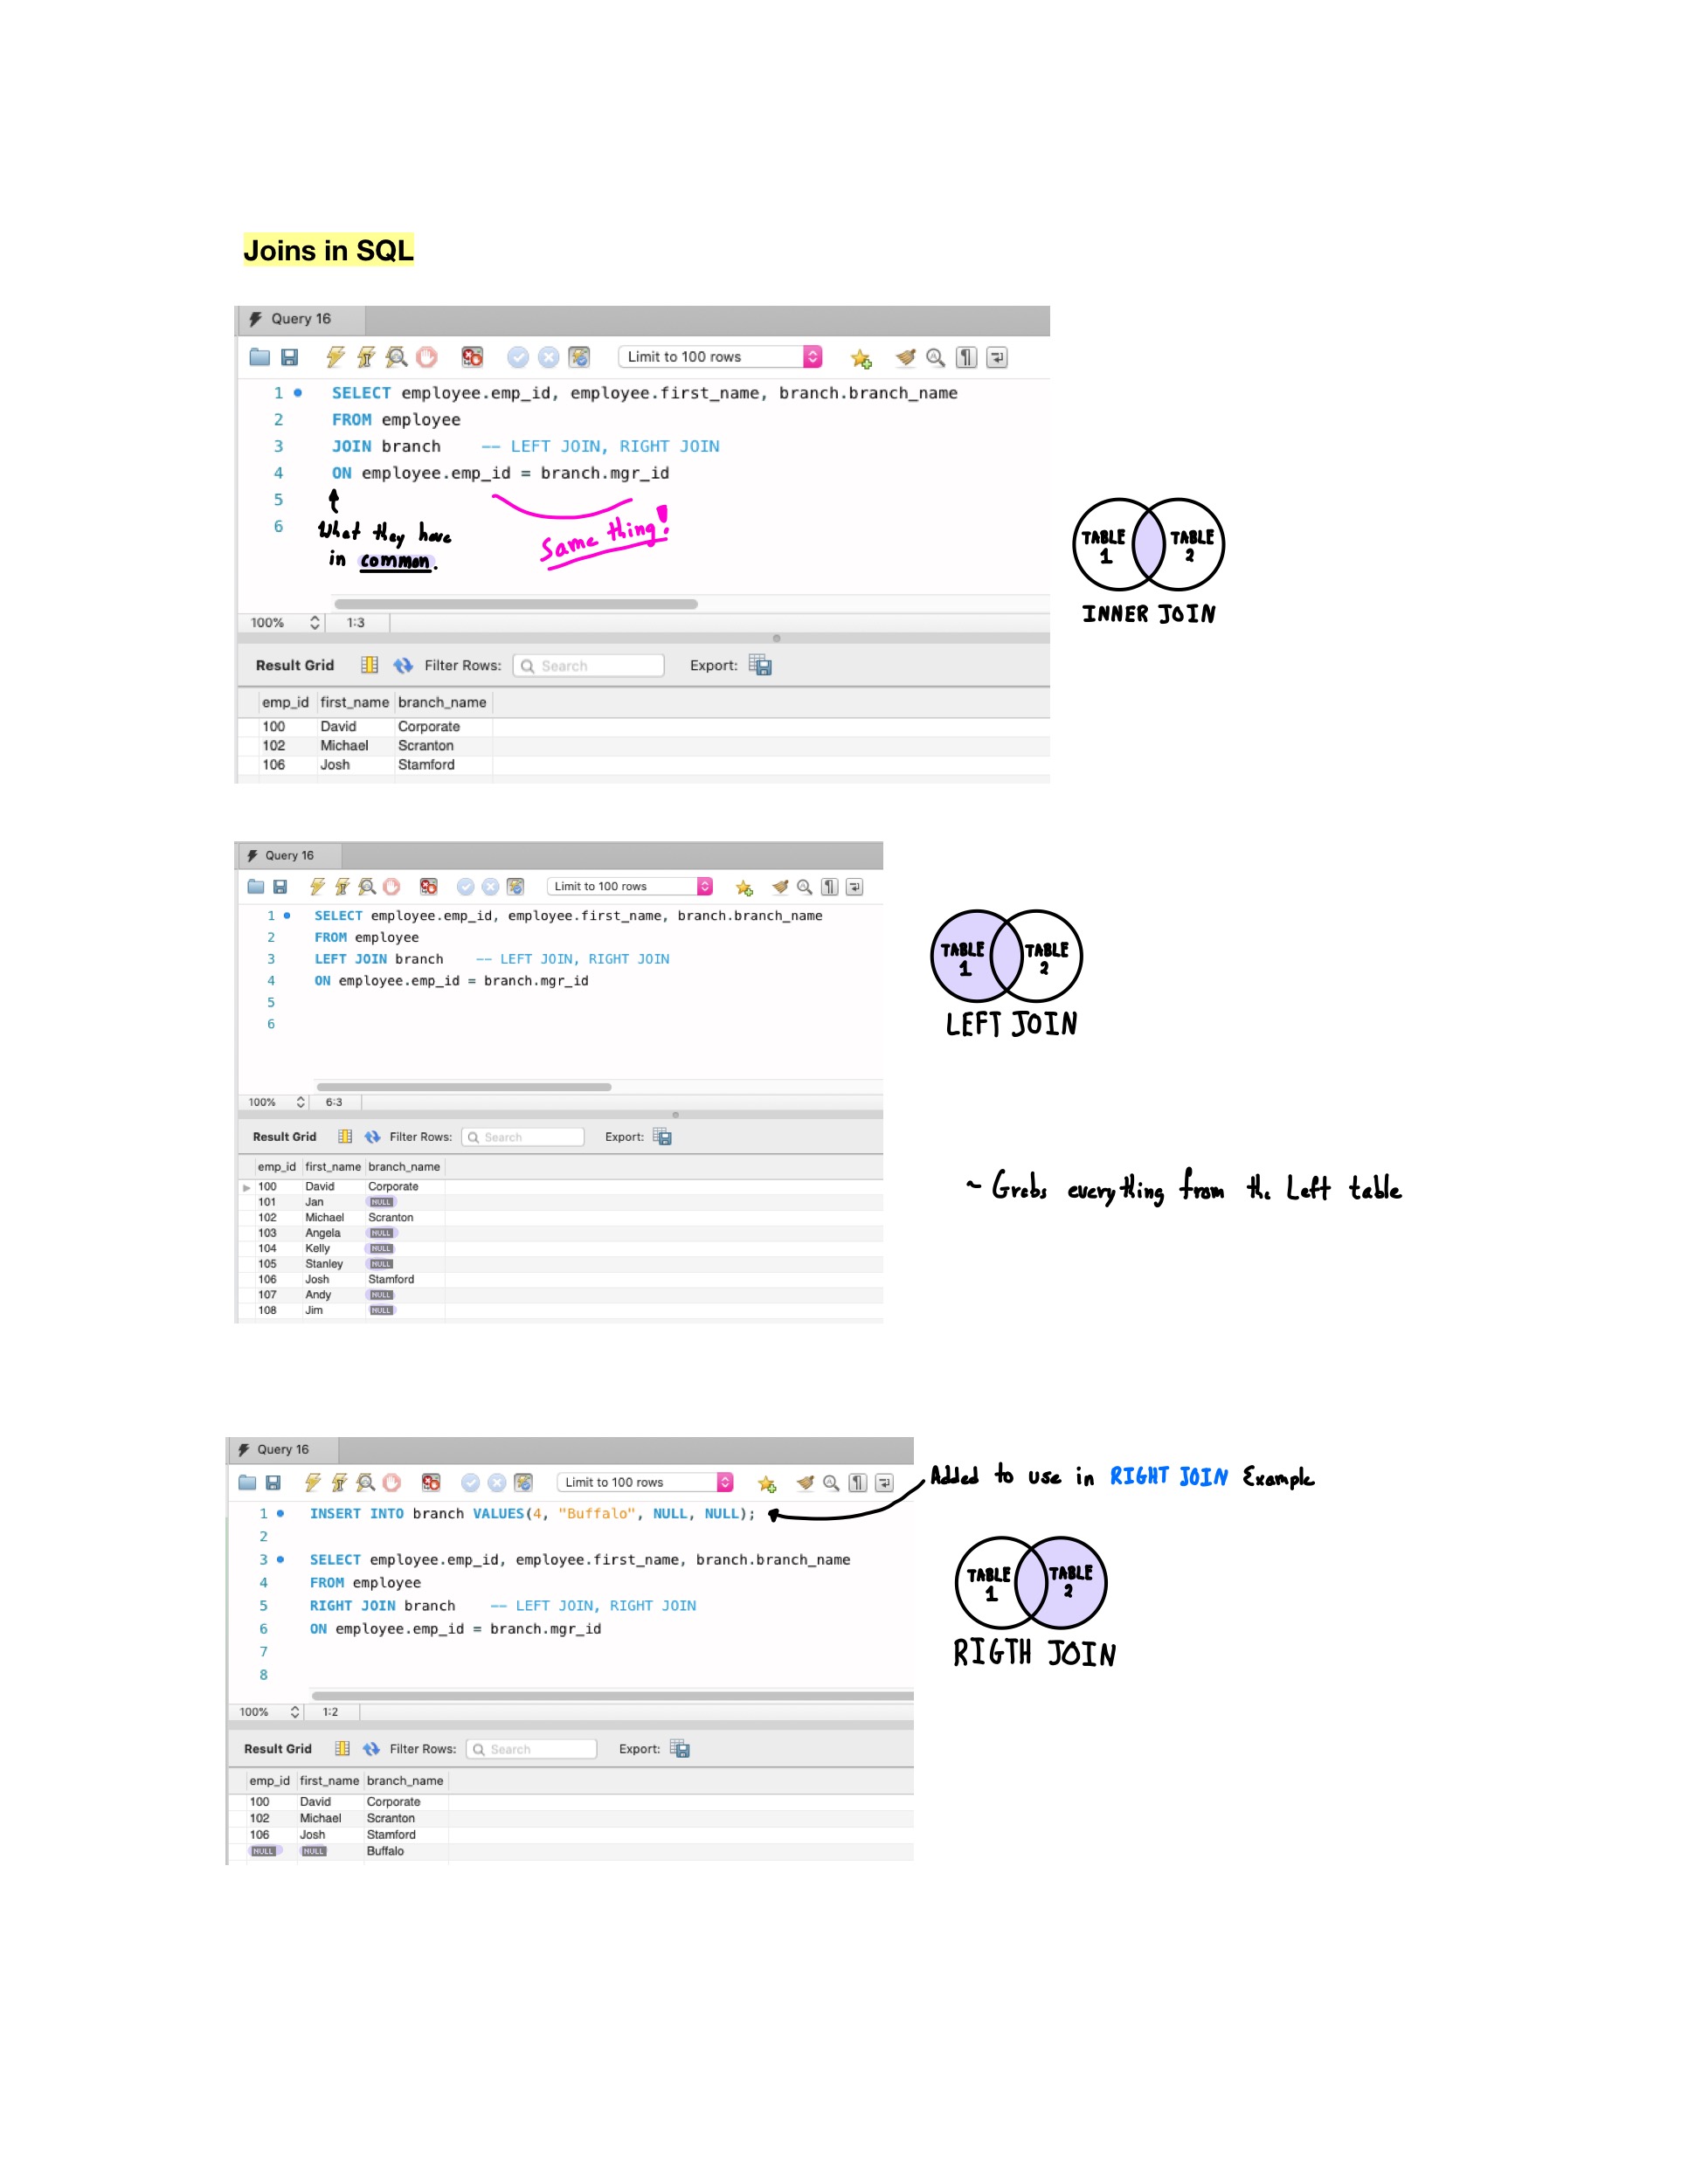 Joins in SQL
Query 16
Limit to 100 rows
1 SELECT employee.emp_id, employee.first_name, branch.branch_name
2 FROM employee
3 JOIN branch -- LEFT JOIN, RIGHT JOIN
4 ON employee.emp_id = branch.mgr_id
5
6
What they have
in common.
Same thing!
TABLE 1 TABLE 2
INNER JOIN
100% 1:3
Result Grid Filter Rows: Search Export:
emp_id first_name branch_name
100 David Corporate
102 Michael Scranton
106 Josh Stamford
Query 16
Limit to 100 rows
1 SELECT employee.emp_id, employee.first_name, branch.branch_name
2 FROM employee
3 LEFT JOIN branch -- LEFT JOIN, RIGHT JOIN
4 ON employee.emp_id = branch.mgr_id
5
6
TABLE 1 TABLE 2
LEFT JOIN
100% 6:3
Result Grid Filter Rows: Search Export:
emp_id first_name branch_name
100 David Corporate
101 Jan NULL
102 Michael Scranton
103 Angela NULL
104 Kelly NULL
105 Stanley NULL
106 Josh Stamford
107 Andy NULL
108 Jim NULL
~ Grabs everything from the Left table
Query 16
Limit to 100 rows
Added to use in RIGHT JOIN Example
1 INSERT INTO branch VALUES(4, "Buffalo", NULL, NULL);
2
3 SELECT employee.emp_id, employee.first_name, branch.branch_name
4 FROM employee
5 RIGHT JOIN branch -- LEFT JOIN, RIGHT JOIN
6 ON employee.emp_id = branch.mgr_id
7
8
TABLE 1 TABLE 2
RIGTH JOIN
100% 1:2
Result Grid Filter Rows: Search Export:
emp_id first_name branch_name
100 David Corporate
102 Michael Scranton
106 Josh Stamford
NULL NULL Buffalo